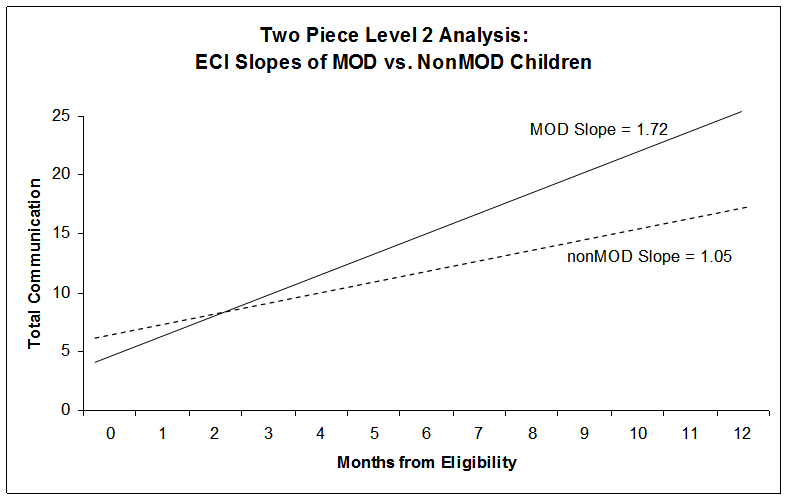 Two Piece Level 2 Analysis:
ECI Slopes of MOD vs. NonMOD Children
Total Communication
25
20
15
10
5
0
MOD Slope = 1.72
nonMOD Slope = 1.05
0 1 2 3 4 5 6 7 8 9 10 11 12
Months from Eligibility